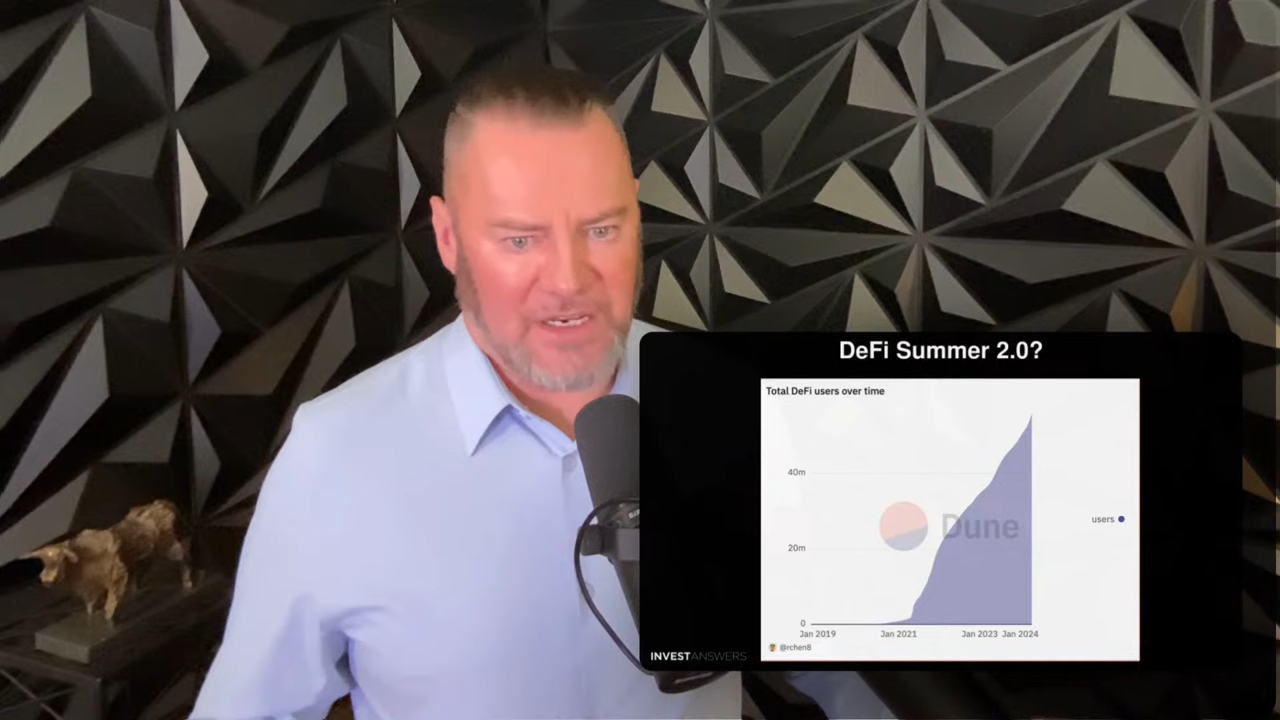 DeFi Summer 2.0?
Total DeFi users over time
40m
Dune
users
20m
0
Jan 2019 Jan 2021 Jan 2023 Jan 2024
@rchen8
INVESTANSWERS